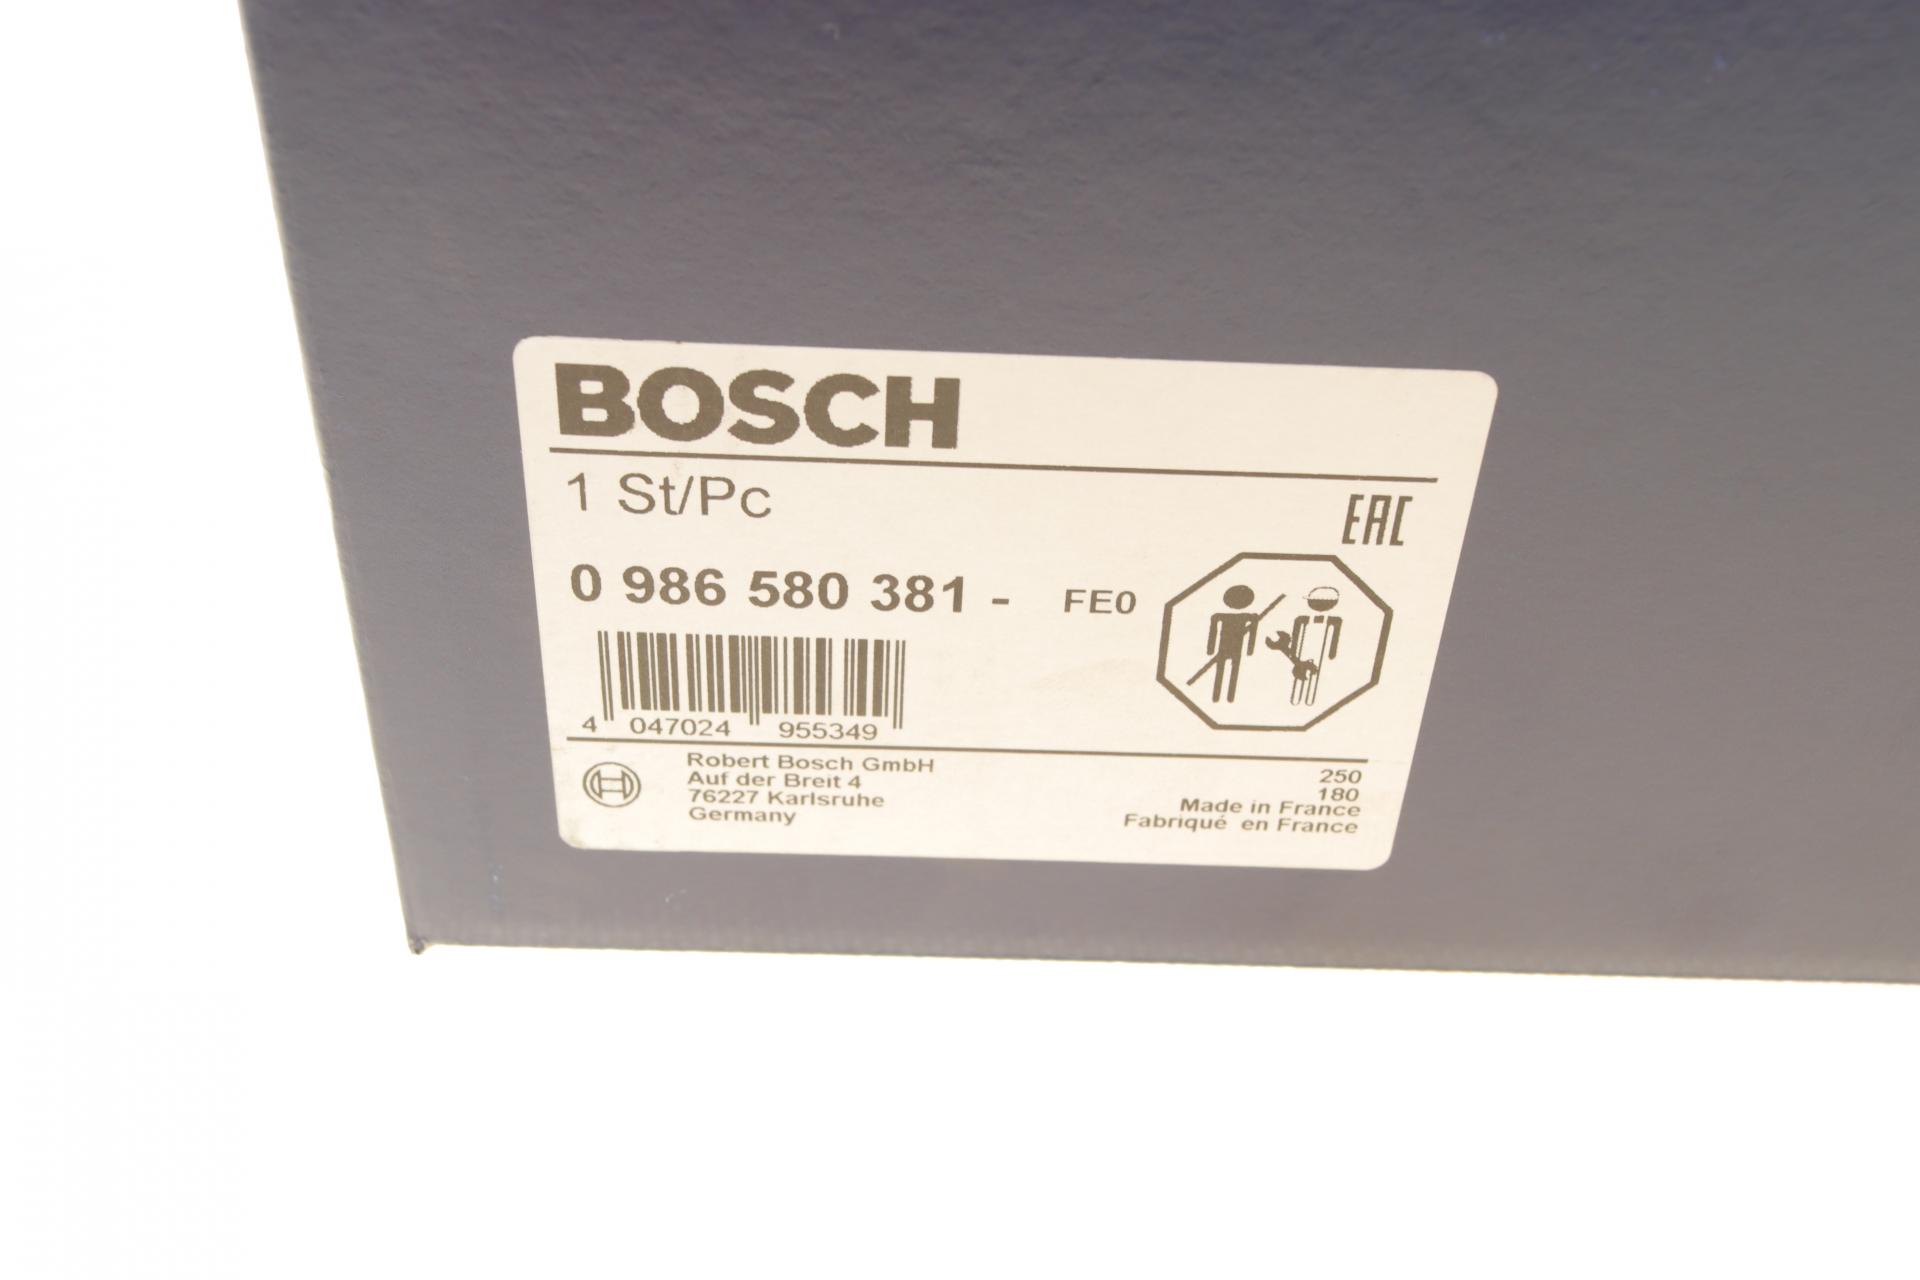 BOSCH
1 St/Pc
EAC
0 986 580 381 - FE0
4 047024 955349
Robert Bosch GmbH
Auf der Breit 4
76227 Karlsruhe
Germany
250
180
Made in France
Fabriqué en France